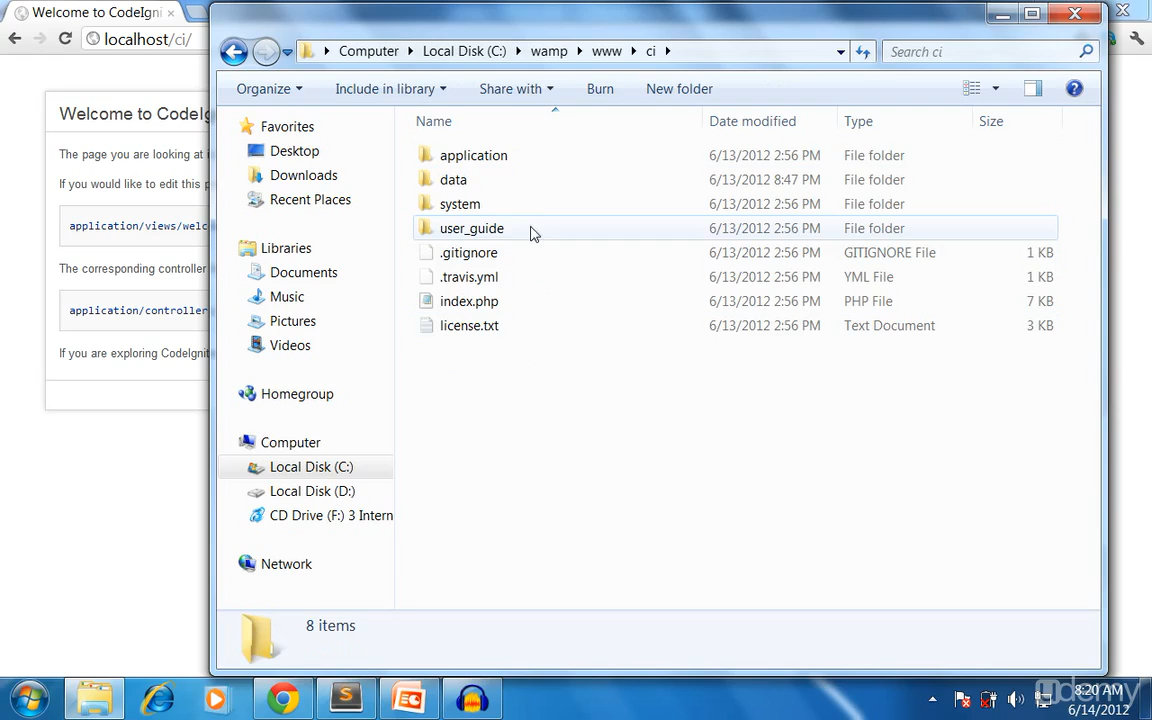 Welcome to CodeIgni
localhost/ci/
Welcome to CodeIg
The page you are looking at i
If you would like to edit this p
application/views/welc
The corresponding controller
application/controller
If you are exploring CodeIgnit
Computer
Local Disk (C:)
wamp
www
ci
Search ci
Organize
Include in library
Share with
Burn
New folder
Favorites
Desktop
Downloads
Recent Places
Libraries
Documents
Music
Pictures
Videos
Homegroup
Computer
Local Disk (C:)
Local Disk (D:)
CD Drive (F:) 3 Intern
Network
Name Date modified Type Size
application 6/13/2012 2:56 PM File folder
data 6/13/2012 8:47 PM File folder
system 6/13/2012 2:56 PM File folder
user_guide 6/13/2012 2:56 PM File folder
.gitignore 6/13/2012 2:56 PM GITIGNORE File 1 KB
.travis.yml 6/13/2012 2:56 PM YML File 1 KB
index.php 6/13/2012 2:56 PM PHP File 7 KB
license.txt 6/13/2012 2:56 PM Text Document 3 KB
8 items
udemy
8:20 AM
6/14/2012